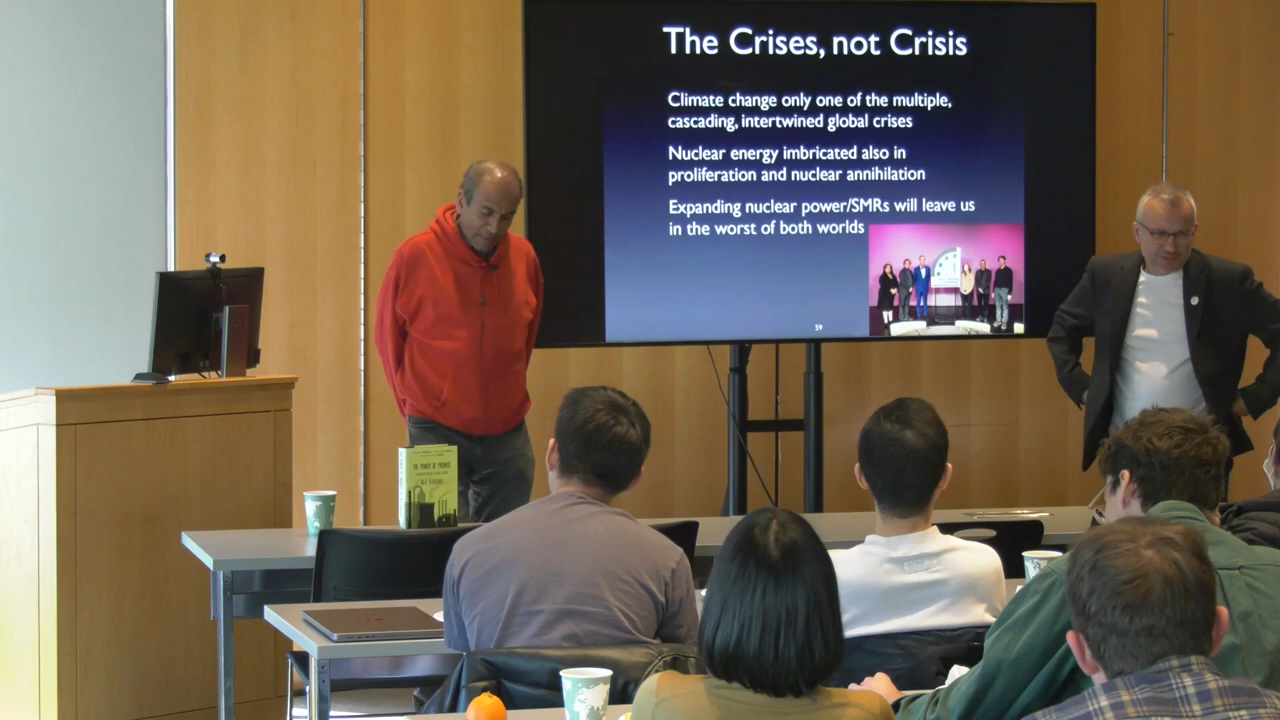 The Crises, not Crisis
Climate change only one of the multiple,
cascading, intertwined global crises
Nuclear energy imbricated also in
proliferation and nuclear annihilation
Expanding nuclear power/SMRs will leave us
in the worst of both worlds
59
THE POWER OF PROMISE